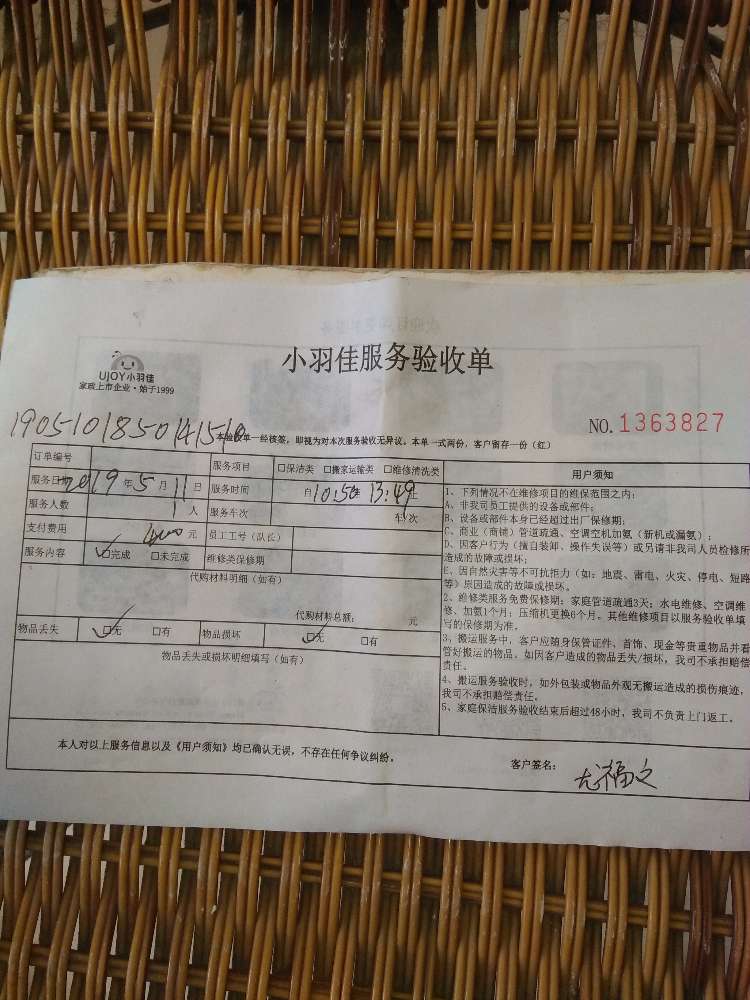 小羽佳服务验收单
UJOY小羽佳
家政上市企业·始于1999
NO. 1363827
本验收单一经核签,即视为对本次服务验收无异议。本单一式两份,客户留存一份(红)
订单编号
服务项目 □保洁类 □搬家运输类 □维修清洗类
服务日期 2019年5月11日 服务时间 自10:50至13:49止
服务人数 1人 服务车次 车/次
支付费用 元 员工工号(队长)
服务内容 ☑完成 □未完成 维修类保修期
代购材料明细(如有)
代购材料总额: 元
物品丢失 ☑无 □有 物品损坏 ☑无 □有
物品丢失或损坏明细填写(如有)
用户须知
1、下列情况不在维修项目的维保范围之内:
A、非我司员工提供的设备或部件;
B、设备或部件本身已经超过出厂保修期;
C、商业(商铺)管道疏通、空调空机加氨(新机或漏氨);
D、因客户行为(擅自装卸、操作失误等)或另请非我司人员检修所
造成的故障或损坏;
E、因自然灾害等不可抗拒力(如:地震、雷电、火灾、停电、短路
等)原因造成的故障或损坏。
2、维修类服务免费保修期:家庭管道疏通3天;水电维修、空调维
修、加氨1个月;压缩机更换6个月。其他维修项目以服务验收单填
写的保修期为准。
3、搬运服务中,客户应随身保管证件、首饰、现金等贵重物品并看
管好搬运的物品。如因客户造成的物品丢失/损坏,我司不承担赔偿
责任。
4、搬运服务验收时,如外包装或物品外观无搬运造成的损伤痕迹,
我司不承担赔偿责任。
5、家庭保洁服务验收结束后超过48小时,我司不负责上门返工。
本人对以上服务信息以及《用户须知》均已确认无误,不存在任何争议纠纷。
客户签名: